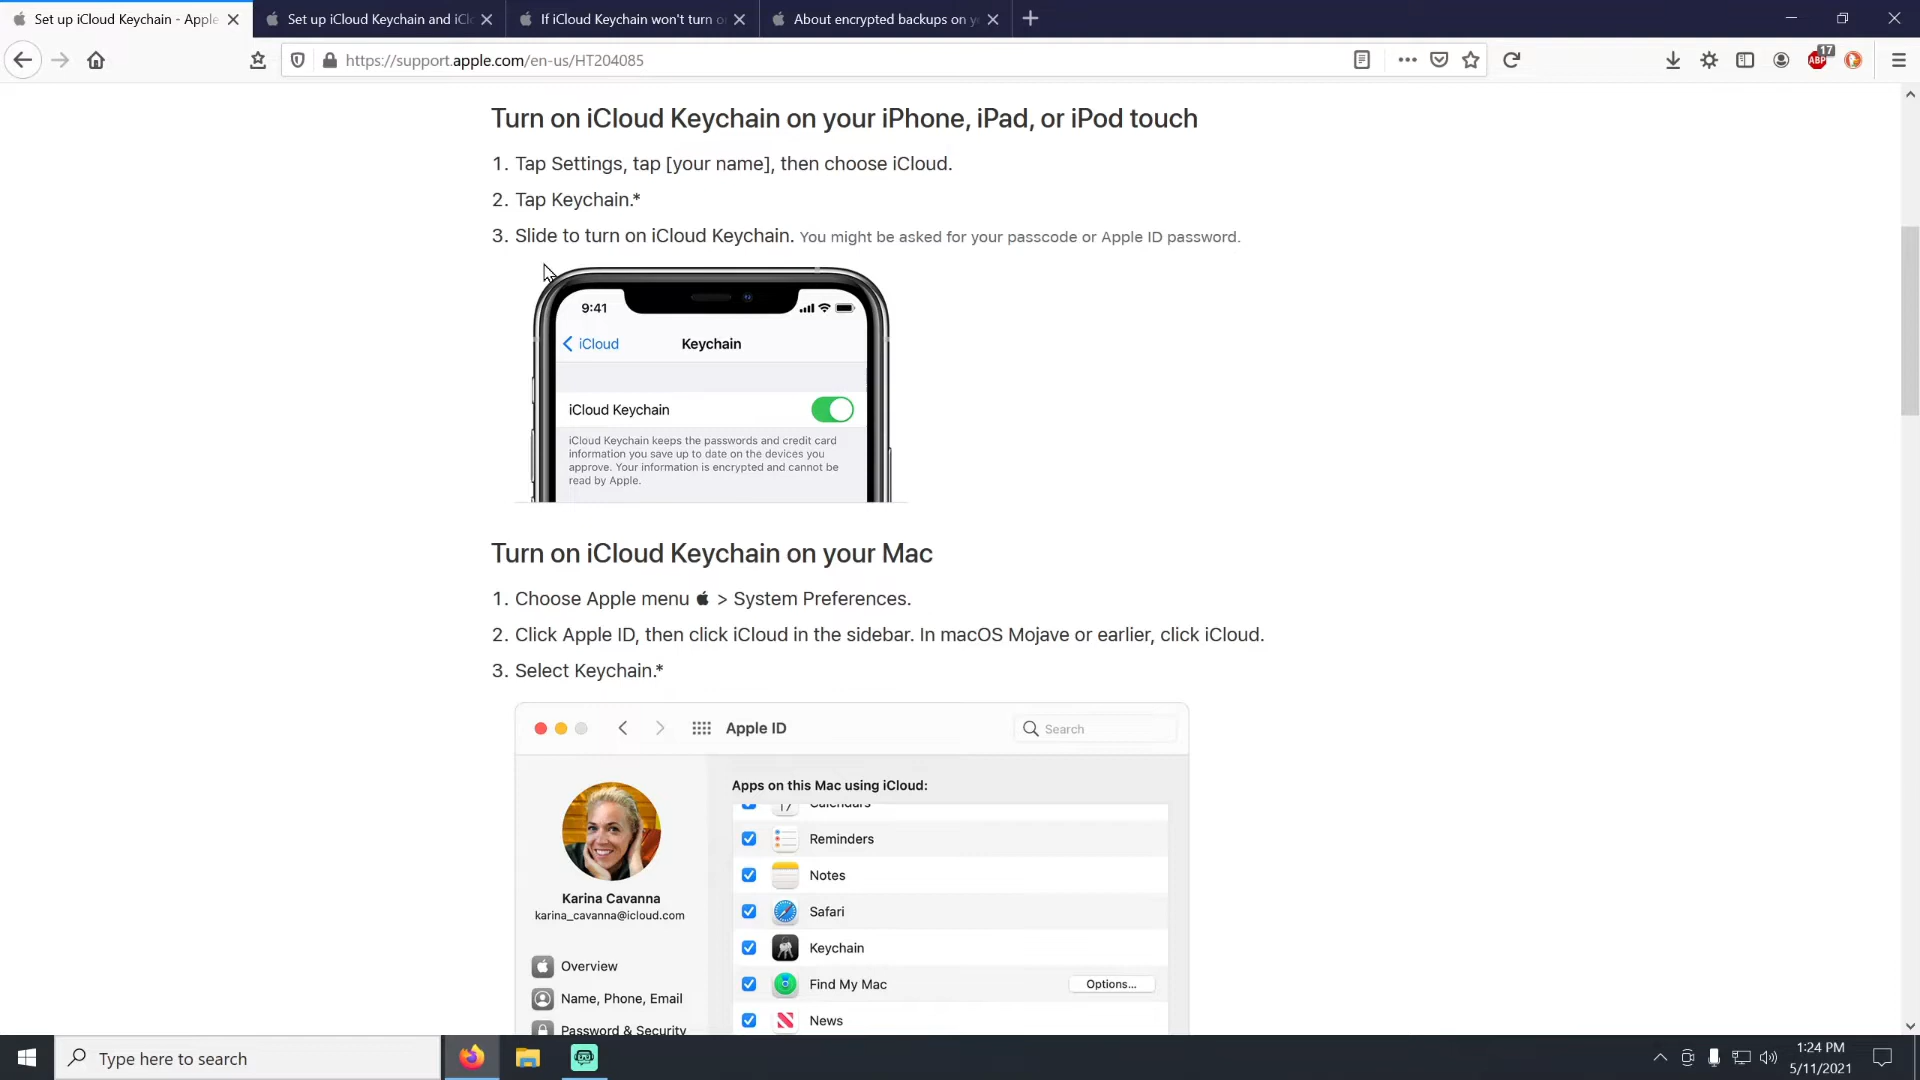 Set up iCloud Keychain - Apple
Set up iCloud Keychain and iClo
If iCloud Keychain won't turn o
About encrypted backups on y
https://support.apple.com/en-us/HT204085
ABP
17
Turn on iCloud Keychain on your iPhone, iPad, or iPod touch
1. Tap Settings, tap [your name], then choose iCloud.
2. Tap Keychain.*
3. Slide to turn on iCloud Keychain. You might be asked for your passcode or Apple ID password.
9:41
iCloud
Keychain
iCloud Keychain
iCloud Keychain keeps the passwords and credit card
information you save up to date on the devices you
approve. Your information is encrypted and cannot be
read by Apple.
Turn on iCloud Keychain on your Mac
1. Choose Apple menu > System Preferences.
2. Click Apple ID, then click iCloud in the sidebar. In macOS Mojave or earlier, click iCloud.
3. Select Keychain.*
Apple ID
Search
Karina Cavanna
karina_cavanna@icloud.com
Overview
Name, Phone, Email
Password & Security
Apps on this Mac using iCloud:
17
Calendars
Reminders
Notes
Safari
Keychain
Find My Mac
Options...
News
Type here to search
1:24 PM
5/11/2021